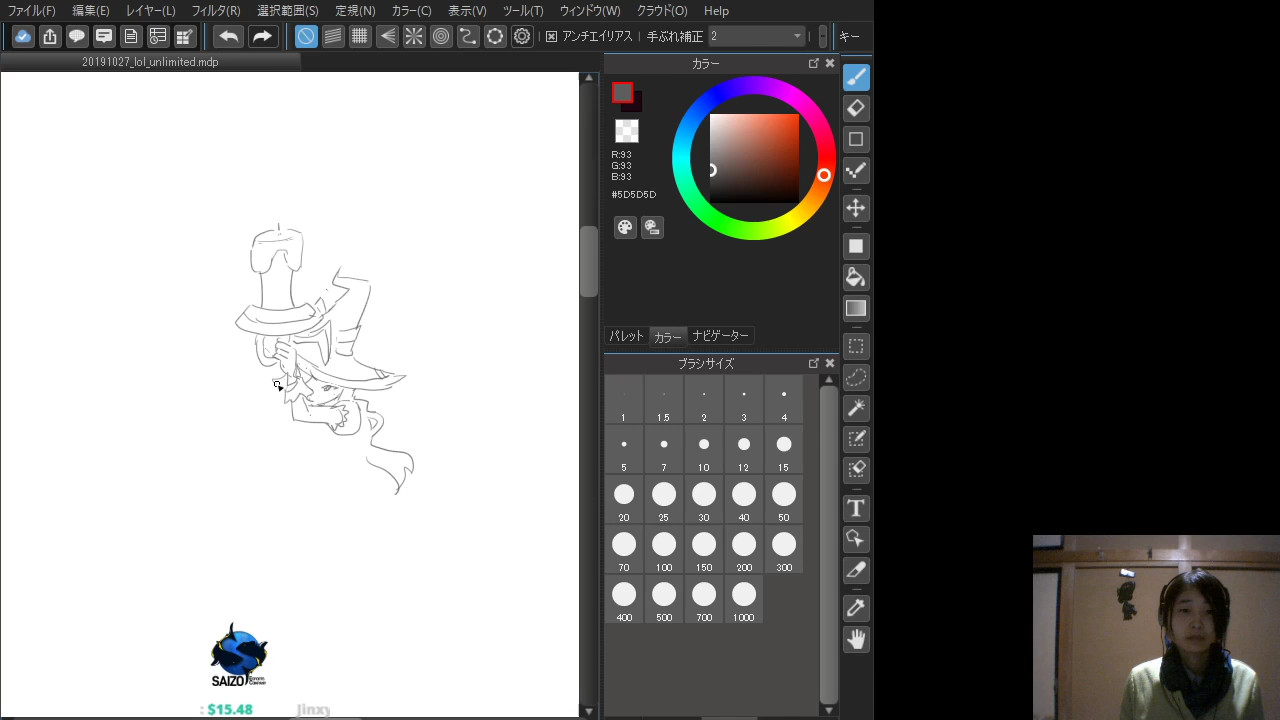 ファイル(F) 編集(E) レイヤー(L) フィルタ(R) 選択範囲(S) 定規(N) カラー(C) 表示(V) ツール(T) ウィンドウ(W) クラウド(O) Help
アンチエイリアス 手ぶれ補正 2 キー
20191027_lol_unlimited.mdp
カラー
R:93
G:93
B:93
#5D5D5D
パレット カラー ナビゲーター
ブラシサイズ
1 1.5 2 3 4
5 7 10 12 15
20 25 30 40 50
70 100 150 200 300
400 500 700 1000
T
SAIZO
: $15.48 Jinxy